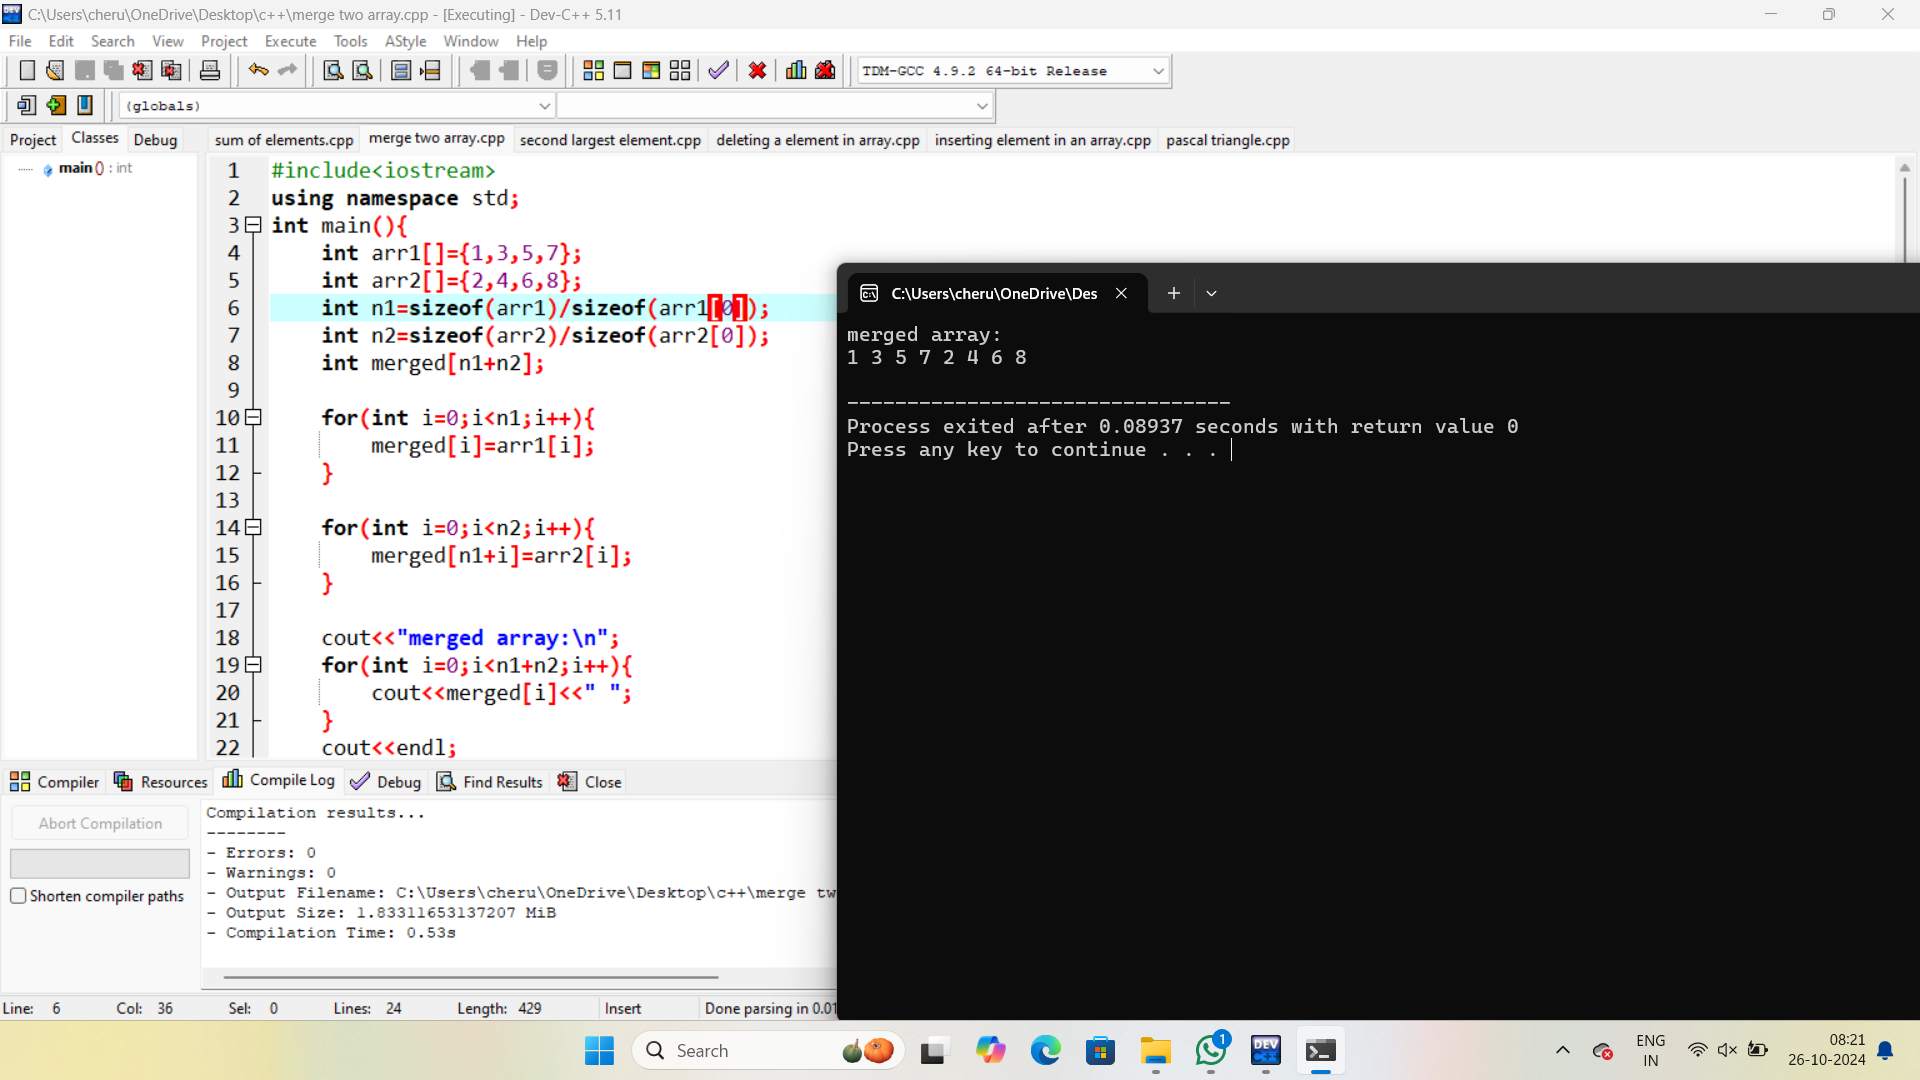 C:\Users\cheru\OneDrive\Desktop\c++\merge two array.cpp - [Executing] - Dev-C++ 5.11
File Edit Search View Project Execute Tools AStyle Window Help
TDM-GCC 4.9.2 64-bit Release
(globals)
Project Classes Debug
sum of elements.cpp merge two array.cpp second largest element.cpp deleting a element in array.cpp inserting element in an array.cpp pascal triangle.cpp
main () : int
1 #include<iostream>
2 using namespace std;
3 int main(){
4 int arr1[]={1,3,5,7};
5 int arr2[]={2,4,6,8};
6 int n1=sizeof(arr1)/sizeof(arr1[0]);
7 int n2=sizeof(arr2)/sizeof(arr2[0]);
8 int merged[n1+n2];
9
10 for(int i=0;i<n1;i++){
11 merged[i]=arr1[i];
12 }
13
14 for(int i=0;i<n2;i++){
15 merged[n1+i]=arr2[i];
16 }
17
18 cout<<"merged array:\n";
19 for(int i=0;i<n1+n2;i++){
20 cout<<merged[i]<<" ";
21 }
22 cout<<endl;
C:\Users\cheru\OneDrive\Des
merged array:
1 3 5 7 2 4 6 8
--------------------------------
Process exited after 0.08937 seconds with return value 0
Press any key to continue . . .
Compiler Resources Compile Log Debug Find Results Close
Abort Compilation
Shorten compiler paths
Compilation results...
--------
- Errors: 0
- Warnings: 0
- Output Filename: C:\Users\cheru\OneDrive\Desktop\c++\merge tw
- Output Size: 1.83311653137207 MiB
- Compilation Time: 0.53s
Line: 6 Col: 36 Sel: 0 Lines: 24 Length: 429 Insert Done parsing in 0.01
Search
DEV
1
ENG
IN
08:21
26-10-2024